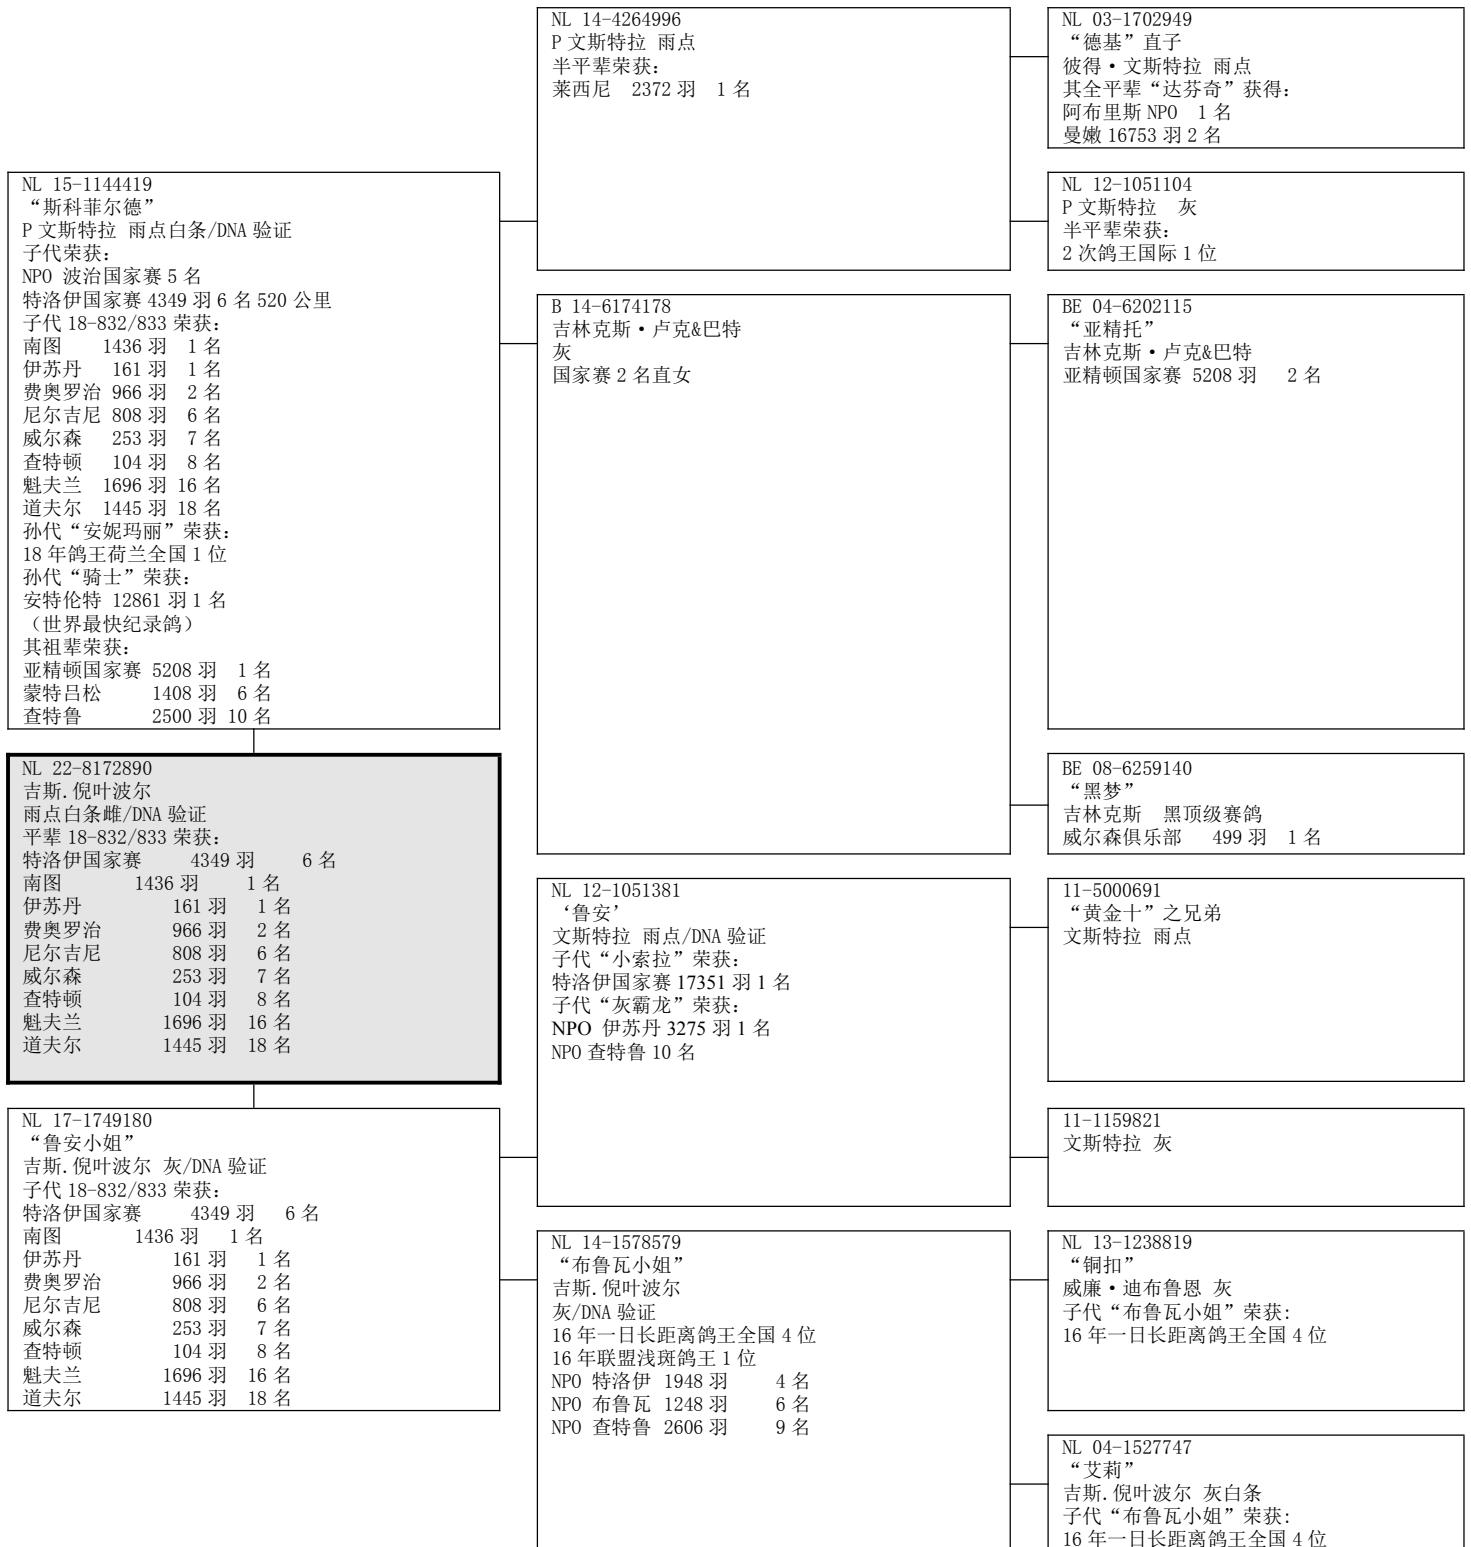 NL 15-1144419
“斯科菲尔德”
P 文斯特拉 雨点白条/DNA 验证
子代荣获：
NPO 波治国家赛 5 名
特洛伊国家赛 4349 羽 6 名 520 公里
子代 18-832/833 荣获：
南图 1436 羽 1 名
伊苏丹 161 羽 1 名
费奥罗治 966 羽 2 名
尼尔吉尼 808 羽 6 名
威尔森 253 羽 7 名
查特顿 104 羽 8 名
魁夫兰 1696 羽 16 名
道夫尔 1445 羽 18 名
孙代“安妮玛丽”荣获：
18 年鸽王荷兰全国 1 位
孙代“骑士”荣获：
安特伦特 12861 羽 1 名
（世界最快纪录鸽）
其祖辈荣获：
亚精顿国家赛 5208 羽 1 名
蒙特吕松 1408 羽 6 名
查特鲁 2500 羽 10 名
NL 22-8172890
吉斯.倪叶波尔
雨点白条雌/DNA 验证
平辈 18-832/833 荣获：
特洛伊国家赛 4349 羽 6 名
南图 1436 羽 1 名
伊苏丹 161 羽 1 名
费奥罗治 966 羽 2 名
尼尔吉尼 808 羽 6 名
威尔森 253 羽 7 名
查特顿 104 羽 8 名
魁夫兰 1696 羽 16 名
道夫尔 1445 羽 18 名
NL 17-1749180
“鲁安小姐”
吉斯.倪叶波尔 灰/DNA 验证
子代 18-832/833 荣获：
特洛伊国家赛 4349 羽 6 名
南图 1436 羽 1 名
伊苏丹 161 羽 1 名
费奥罗治 966 羽 2 名
尼尔吉尼 808 羽 6 名
威尔森 253 羽 7 名
查特顿 104 羽 8 名
魁夫兰 1696 羽 16 名
道夫尔 1445 羽 18 名
NL 14-4264996
P 文斯特拉 雨点
半平辈荣获：
莱西尼 2372 羽 1 名
B 14-6174178
吉林克斯·卢克&巴特
灰
国家赛 2 名直女
NL 12-1051381
‘鲁安’
文斯特拉 雨点/DNA 验证
子代“小索拉”荣获：
特洛伊国家赛 17351 羽 1 名
子代“灰霸龙”荣获：
NPO 伊苏丹 3275 羽 1 名
NPO 查特鲁 10 名
NL 14-1578579
“布鲁瓦小姐”
吉斯.倪叶波尔
灰/DNA 验证
16 年一日长距离鸽王全国 4 位
16 年联盟浅斑鸽王 1 位
NPO 特洛伊 1948 羽 4 名
NPO 布鲁瓦 1248 羽 6 名
NPO 查特鲁 2606 羽 9 名
NL 03-1702949
“德基”直子
彼得·文斯特拉 雨点
其全平辈“达芬奇”获得：
阿布里斯 NPO 1 名
曼嫩 16753 羽 2 名
NL 12-1051104
P 文斯特拉 灰
半平辈荣获：
2 次鸽王国际 1 位
BE 04-6202115
“亚精托”
吉林克斯·卢克&巴特
亚精顿国家赛 5208 羽 2 名
BE 08-6259140
“黑梦”
吉林克斯 黑顶级赛鸽
威尔森俱乐部 499 羽 1 名
11-5000691
“黄金十”之兄弟
文斯特拉 雨点
11-1159821
文斯特拉 灰
NL 13-1238819
“铜扣”
威廉·迪布鲁恩 灰
子代“布鲁瓦小姐”荣获：
16 年一日长距离鸽王全国 4 位
NL 04-1527747
“艾莉”
吉斯.倪叶波尔 灰白条
子代“布鲁瓦小姐”荣获：
16 年一日长距离鸽王全国 4 位